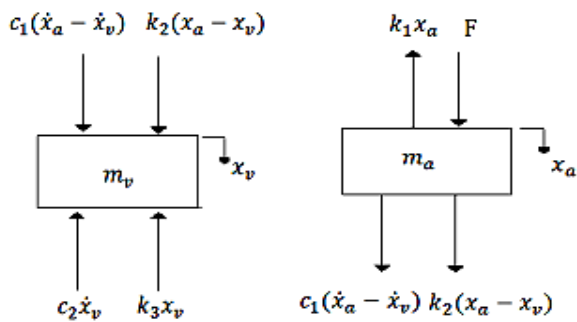 c₁(ẋₐ − ẋᵥ) k₂(xₐ − xᵥ)
k₁xₐ F
mᵥ
xᵥ
mₐ
xₐ
c₂ẋᵥ k₃xᵥ
c₁(ẋₐ − ẋᵥ) k₂(xₐ − xᵥ)